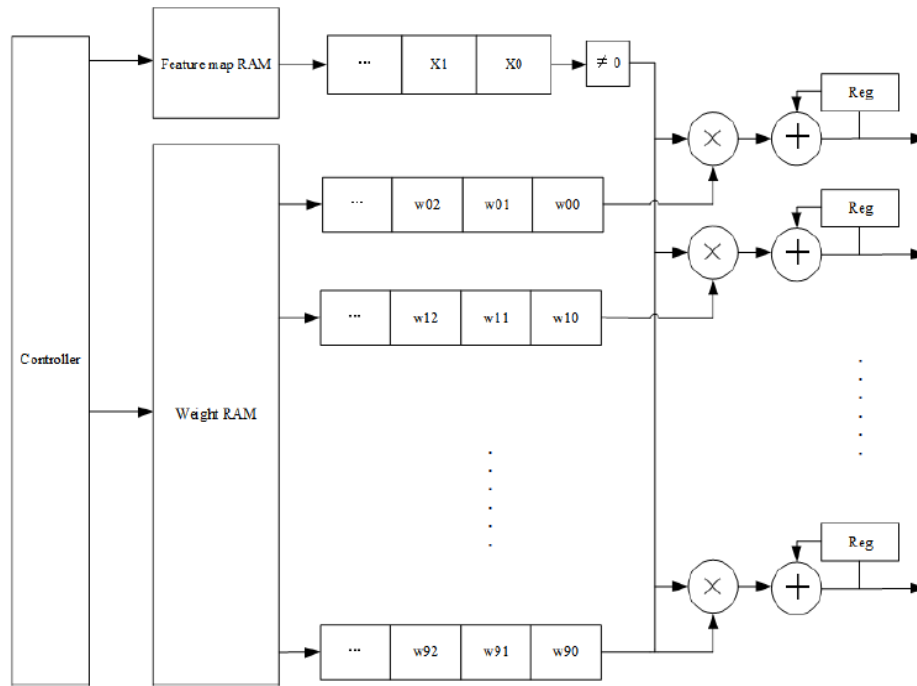 Feature map RAM
... X1 X0
≠ 0
Reg
... w02 w01 w00
Reg
... w12 w11 w10
Controller
Weight RAM
Reg
... w92 w91 w90